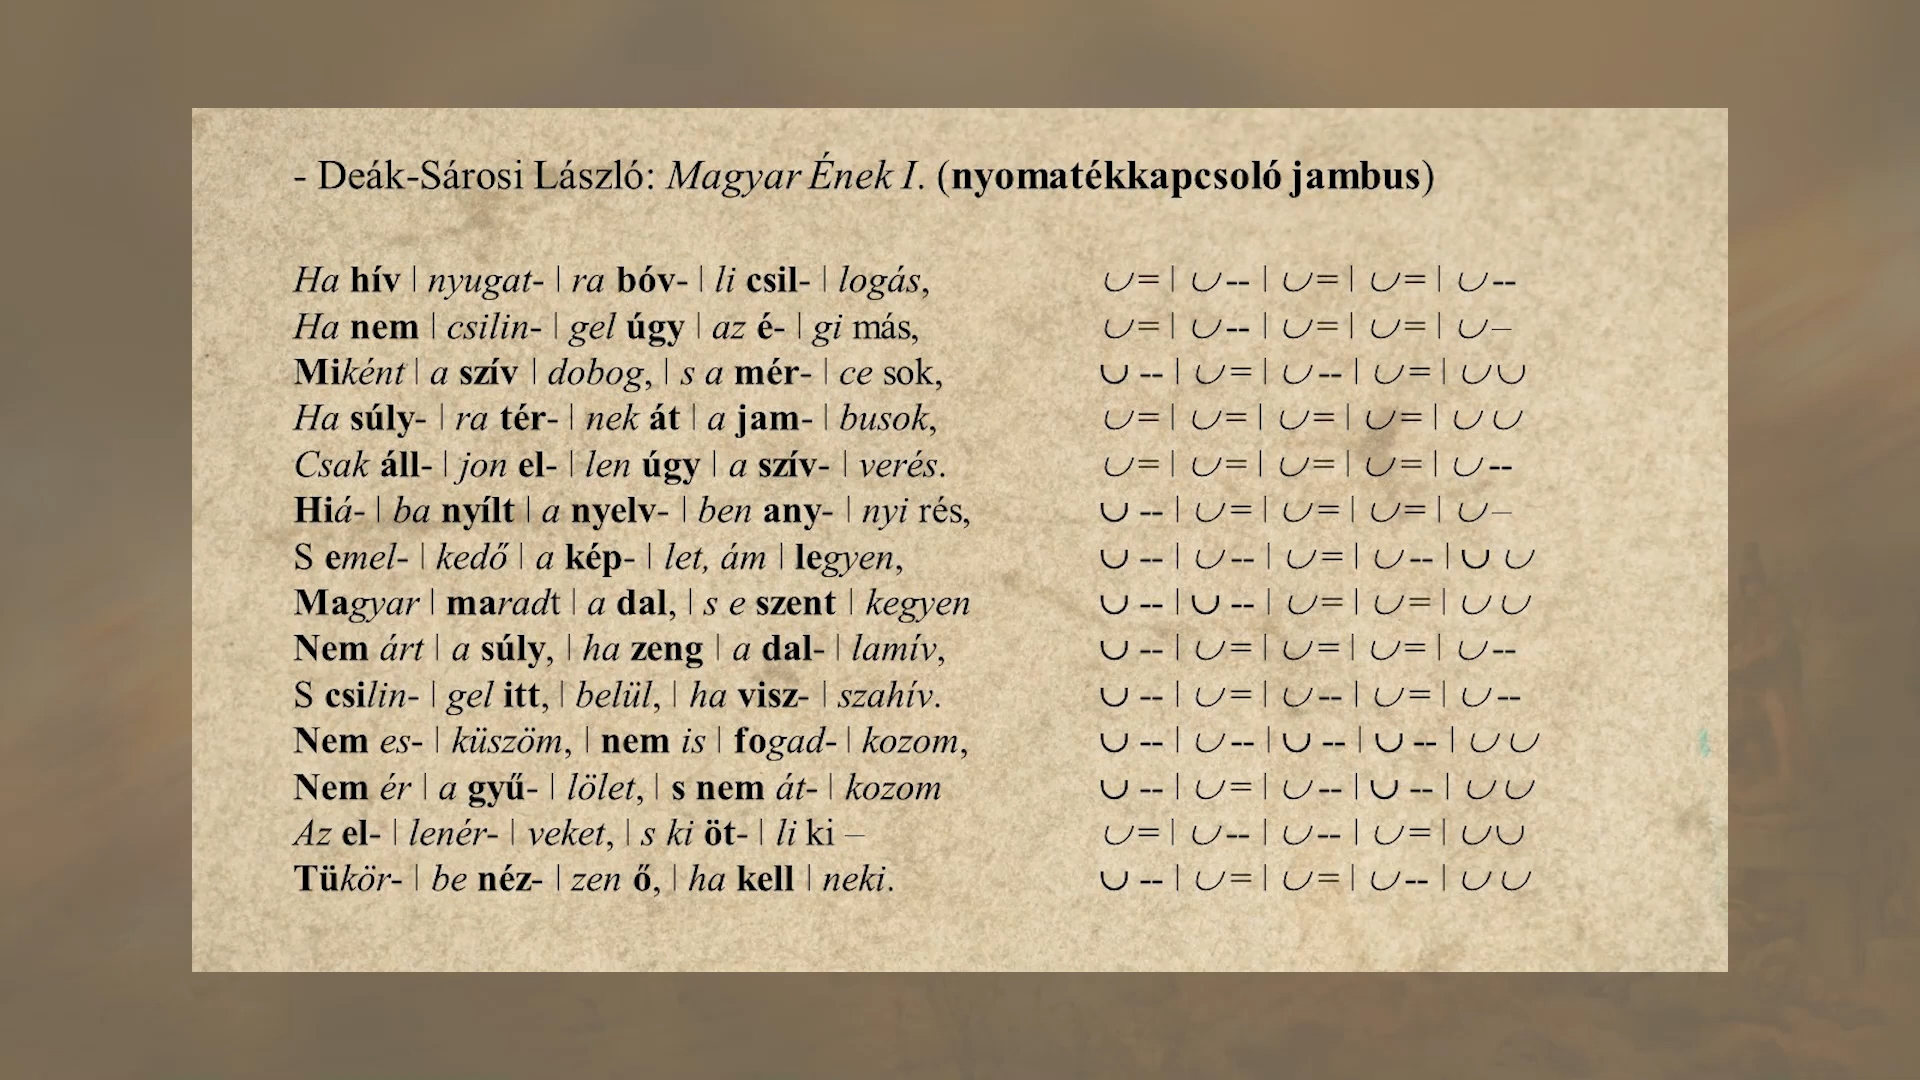 - Deák-Sárosi László: Magyar Ének I. (nyomatékkapcsoló jambus)
Ha hív | nyugat- | ra bóv- | li csil- | logás, ∪= | ∪-- | ∪= | ∪= | ∪--
Ha nem | csilin- | gel úgy | az é- | gi más, ∪= | ∪-- | ∪= | ∪= | ∪–
Miként | a szív | dobog, | s a mér- | ce sok, ∪ -- | ∪= | ∪-- | ∪= | ∪∪
Ha súly- | ra tér- | nek át | a jam- | busok, ∪= | ∪= | ∪= | ∪= | ∪∪
Csak áll- | jon el- | len úgy | a szív- | verés. ∪= | ∪= | ∪= | ∪= | ∪--
Hiá- | ba nyílt | a nyelv- | ben any- | nyi rés, ∪ -- | ∪= | ∪= | ∪= | ∪–
S emel- | kedő | a kép- | let, ám | legyen, ∪ -- | ∪-- | ∪= | ∪-- | ∪ ∪
Magyar | maradt | a dal, | s e szent | kegyen ∪ -- | ∪ -- | ∪= | ∪= | ∪∪
Nem árt | a súly, | ha zeng | a dal- | lamív, ∪ -- | ∪= | ∪= | ∪= | ∪--
S csilin- | gel itt, | belül, | ha visz- | szahív. ∪ -- | ∪= | ∪-- | ∪= | ∪--
Nem es- | küszöm, | nem is | fogad- | kozom, ∪ -- | ∪-- | ∪ -- | ∪ -- | ∪∪
Nem ér | a gyű- | lölet, | s nem át- | kozom ∪ -- | ∪= | ∪-- | ∪ -- | ∪∪
Az el- | lenér- | veket, | s ki öt- | li ki – ∪= | ∪-- | ∪-- | ∪= | ∪∪
Tükör- | be néz- | zen ő, | ha kell | neki. ∪ -- | ∪= | ∪= | ∪-- | ∪∪